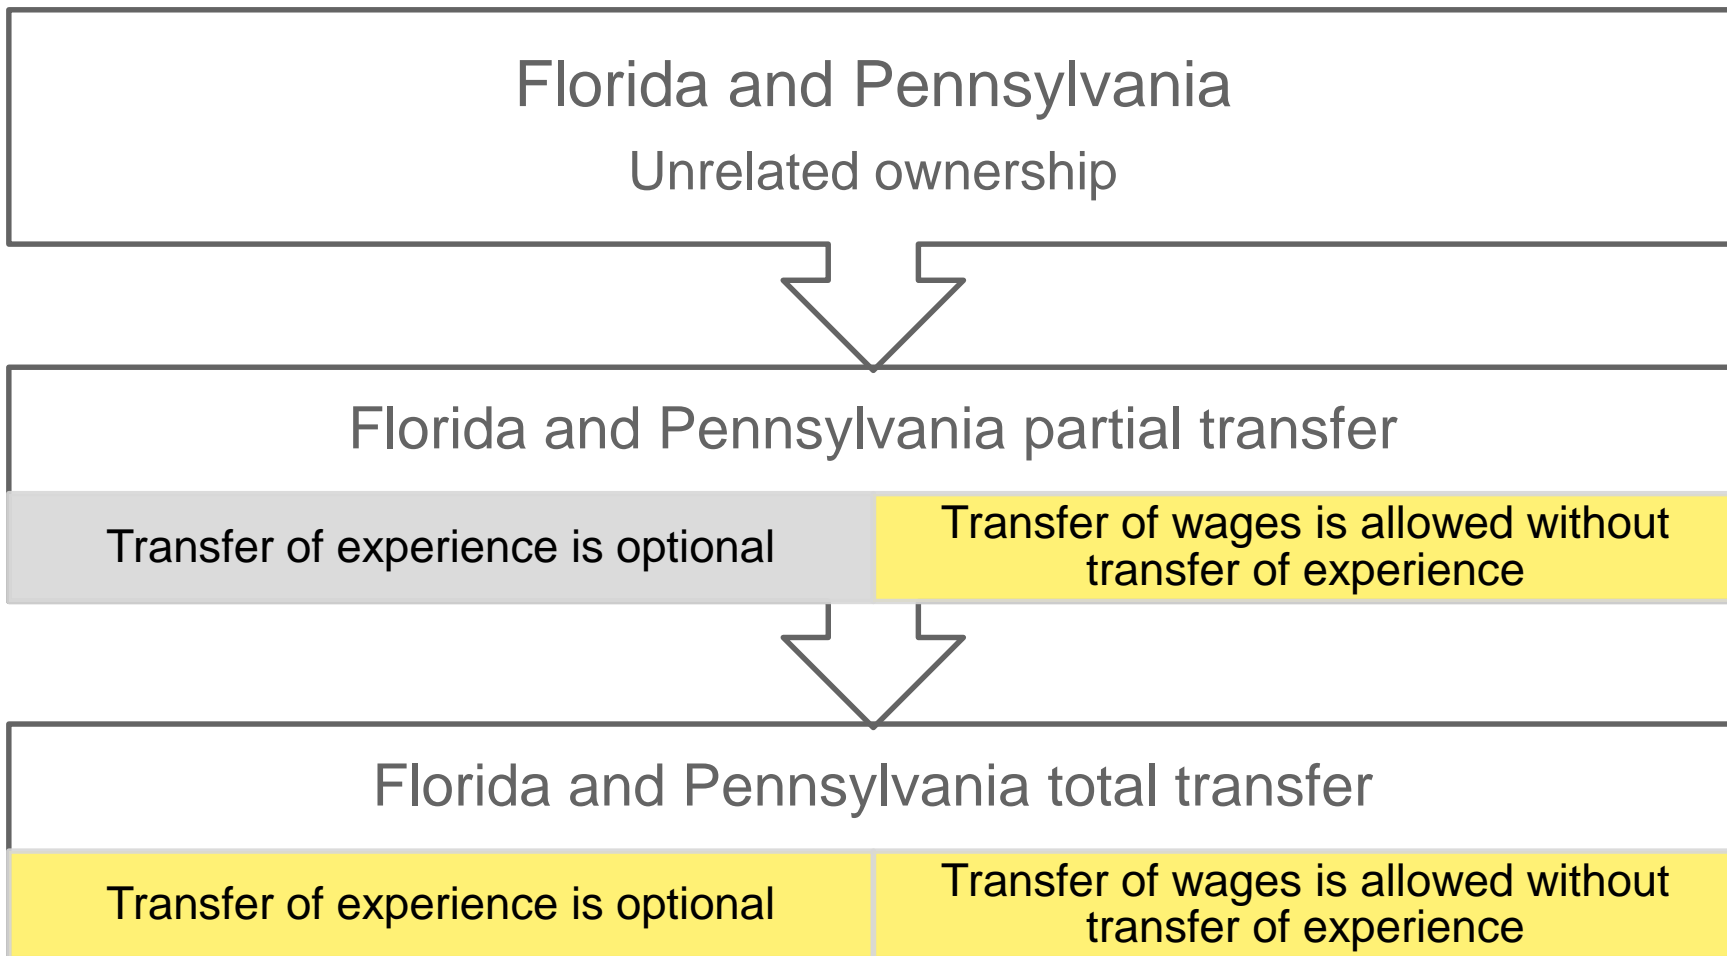 Florida and Pennsylvania
Unrelated ownership
Florida and Pennsylvania partial transfer
Transfer of experience is optional
Transfer of wages is allowed without
transfer of experience
Florida and Pennsylvania total transfer
Transfer of experience is optional
Transfer of wages is allowed without
transfer of experience